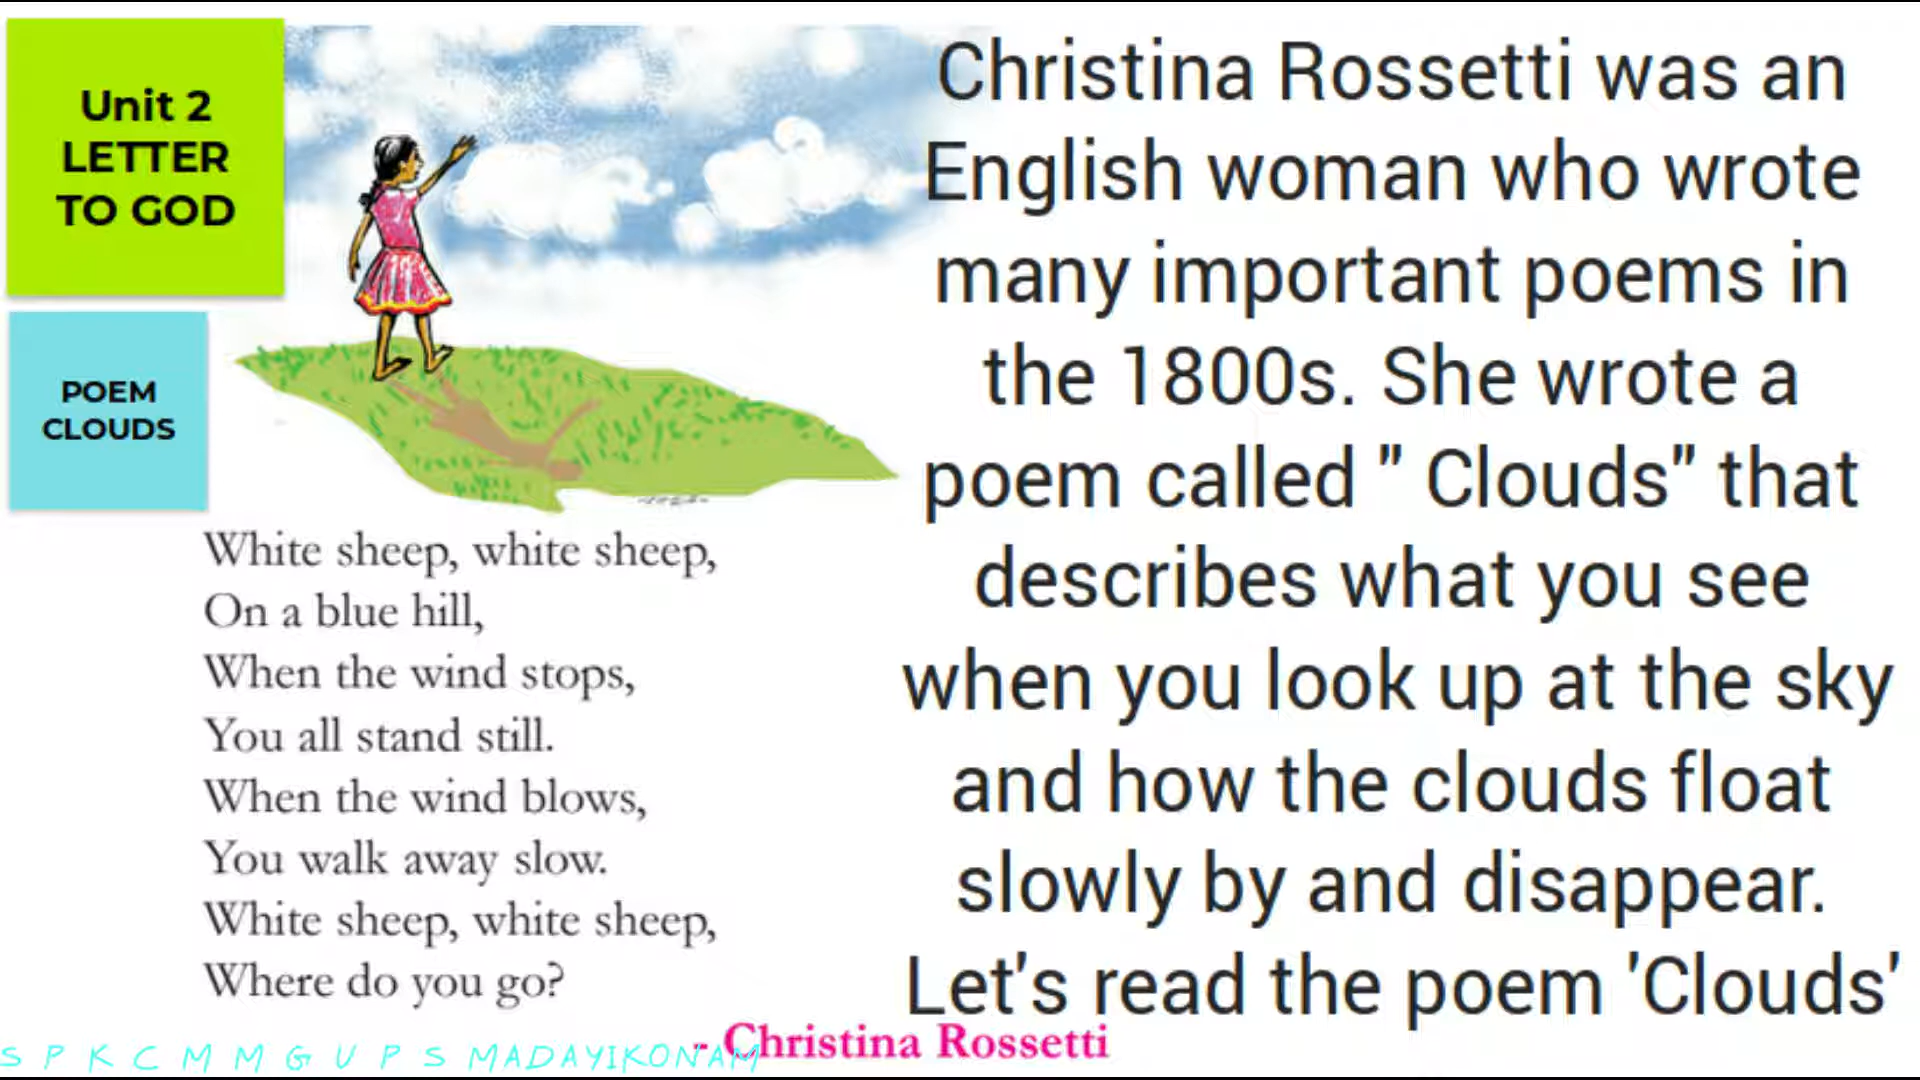 Unit 2
LETTER
TO GOD
POEM
CLOUDS
White sheep, white sheep,
On a blue hill,
When the wind stops,
You all stand still.
When the wind blows,
You walk away slow.
White sheep, white sheep,
Where do you go?
- Christina Rossetti
Christina Rossetti was an
English woman who wrote
many important poems in
the 1800s. She wrote a
poem called " Clouds" that
describes what you see
when you look up at the sky
and how the clouds float
slowly by and disappear.
Let's read the poem 'Clouds'
S P K C M M G U P S MADAYIKONAM